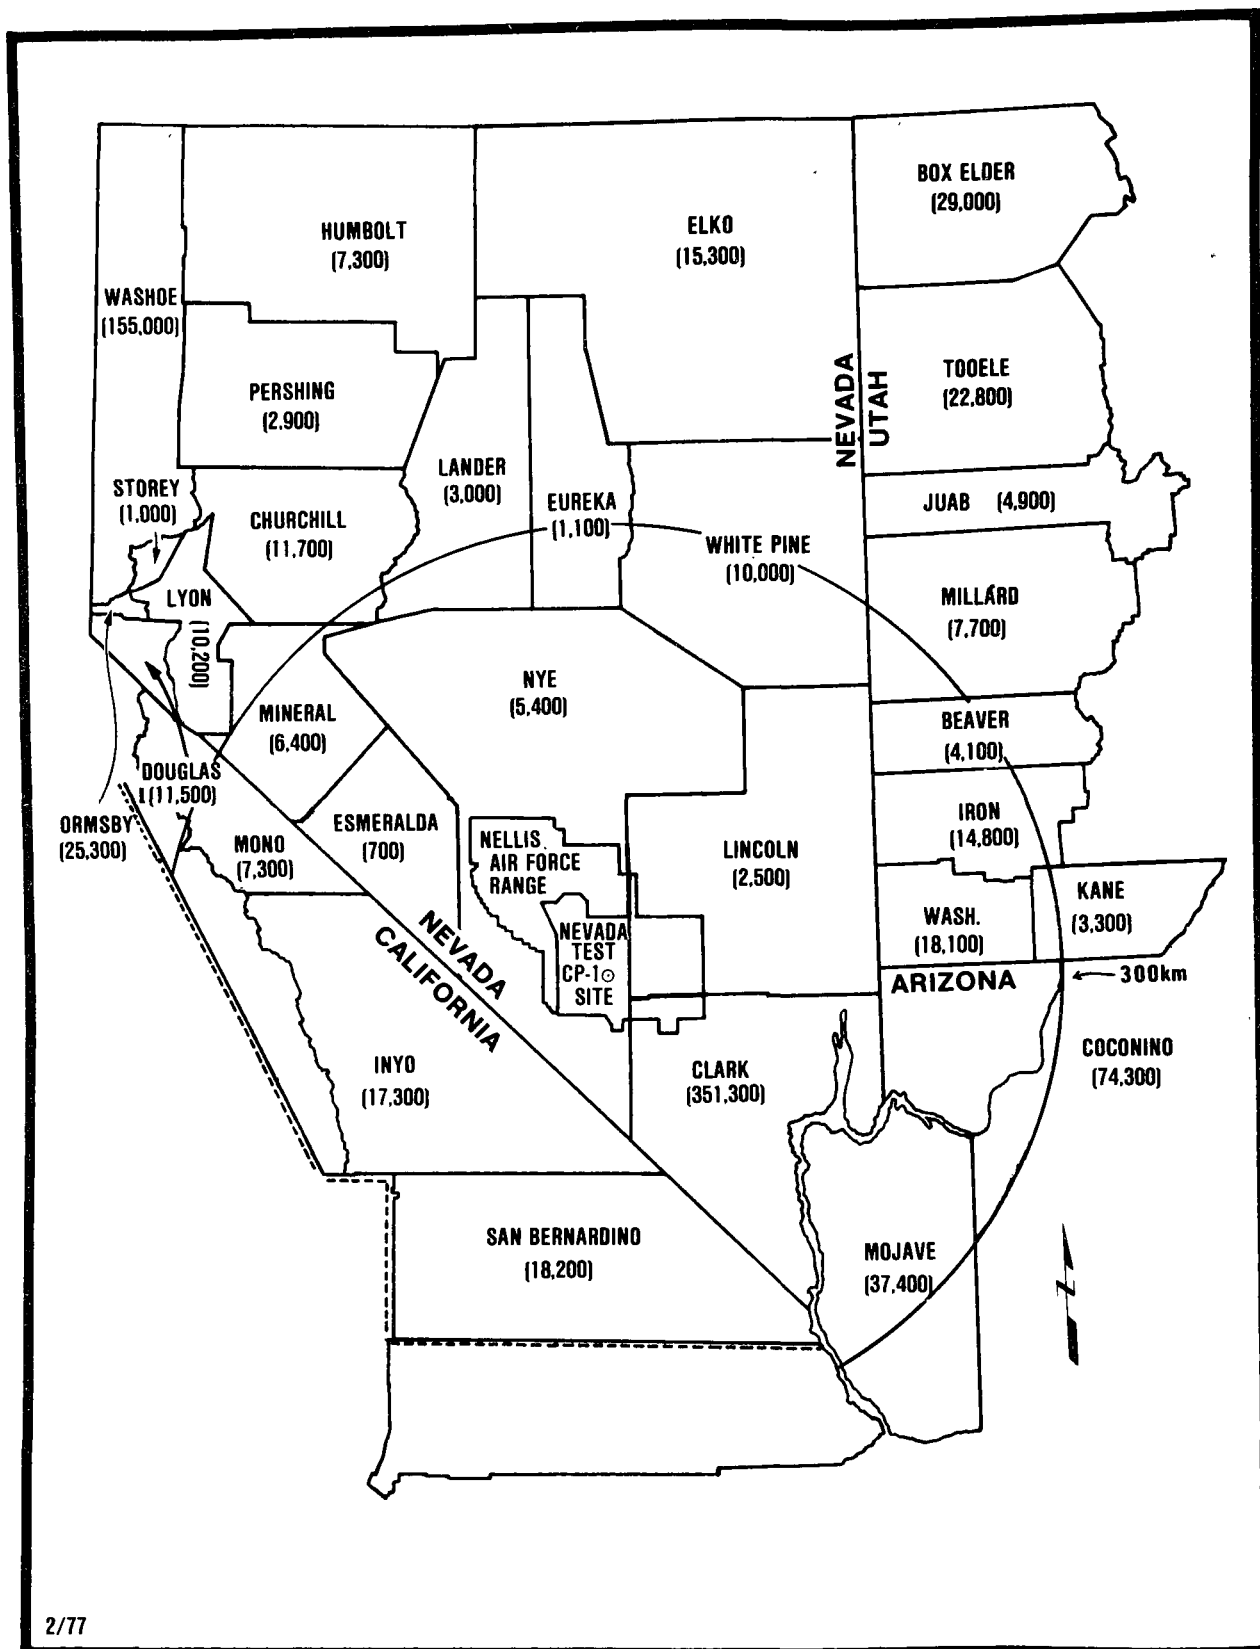 BOX ELDER
(29,000)
HUMBOLT
(7,300)
ELKO
(15,300)
WASHOE
(155,000)
NEVADA
UTAH
TOOELE
(22,800)
PERSHING
(2,900)
LANDER
(3,000)
STOREY
(1,000)
EUREKA
(1,100)
JUAB (4,900)
CHURCHILL
(11,700)
WHITE PINE
(10,000)
LYON
(10,200)
MILLARD
(7,700)
NYE
(5,400)
MINERAL
(6,400)
BEAVER
(4,100)
DOUGLAS
(11,500)
ORMSBY
(25,300)
MONO
(7,300)
ESMERALDA
(700)
NELLIS
AIR FORCE
RANGE
LINCOLN
(2,500)
IRON
(14,800)
KANE
(3,300)
WASH.
(18,100)
NEVADA
CALIFORNIA
NEVADA
TEST
CP-1
SITE
ARIZONA
300km
INYO
(17,300)
CLARK
(351,300)
COCONINO
(74,300)
SAN BERNARDINO
(18,200)
MOJAVE
(37,400)
N
2/77